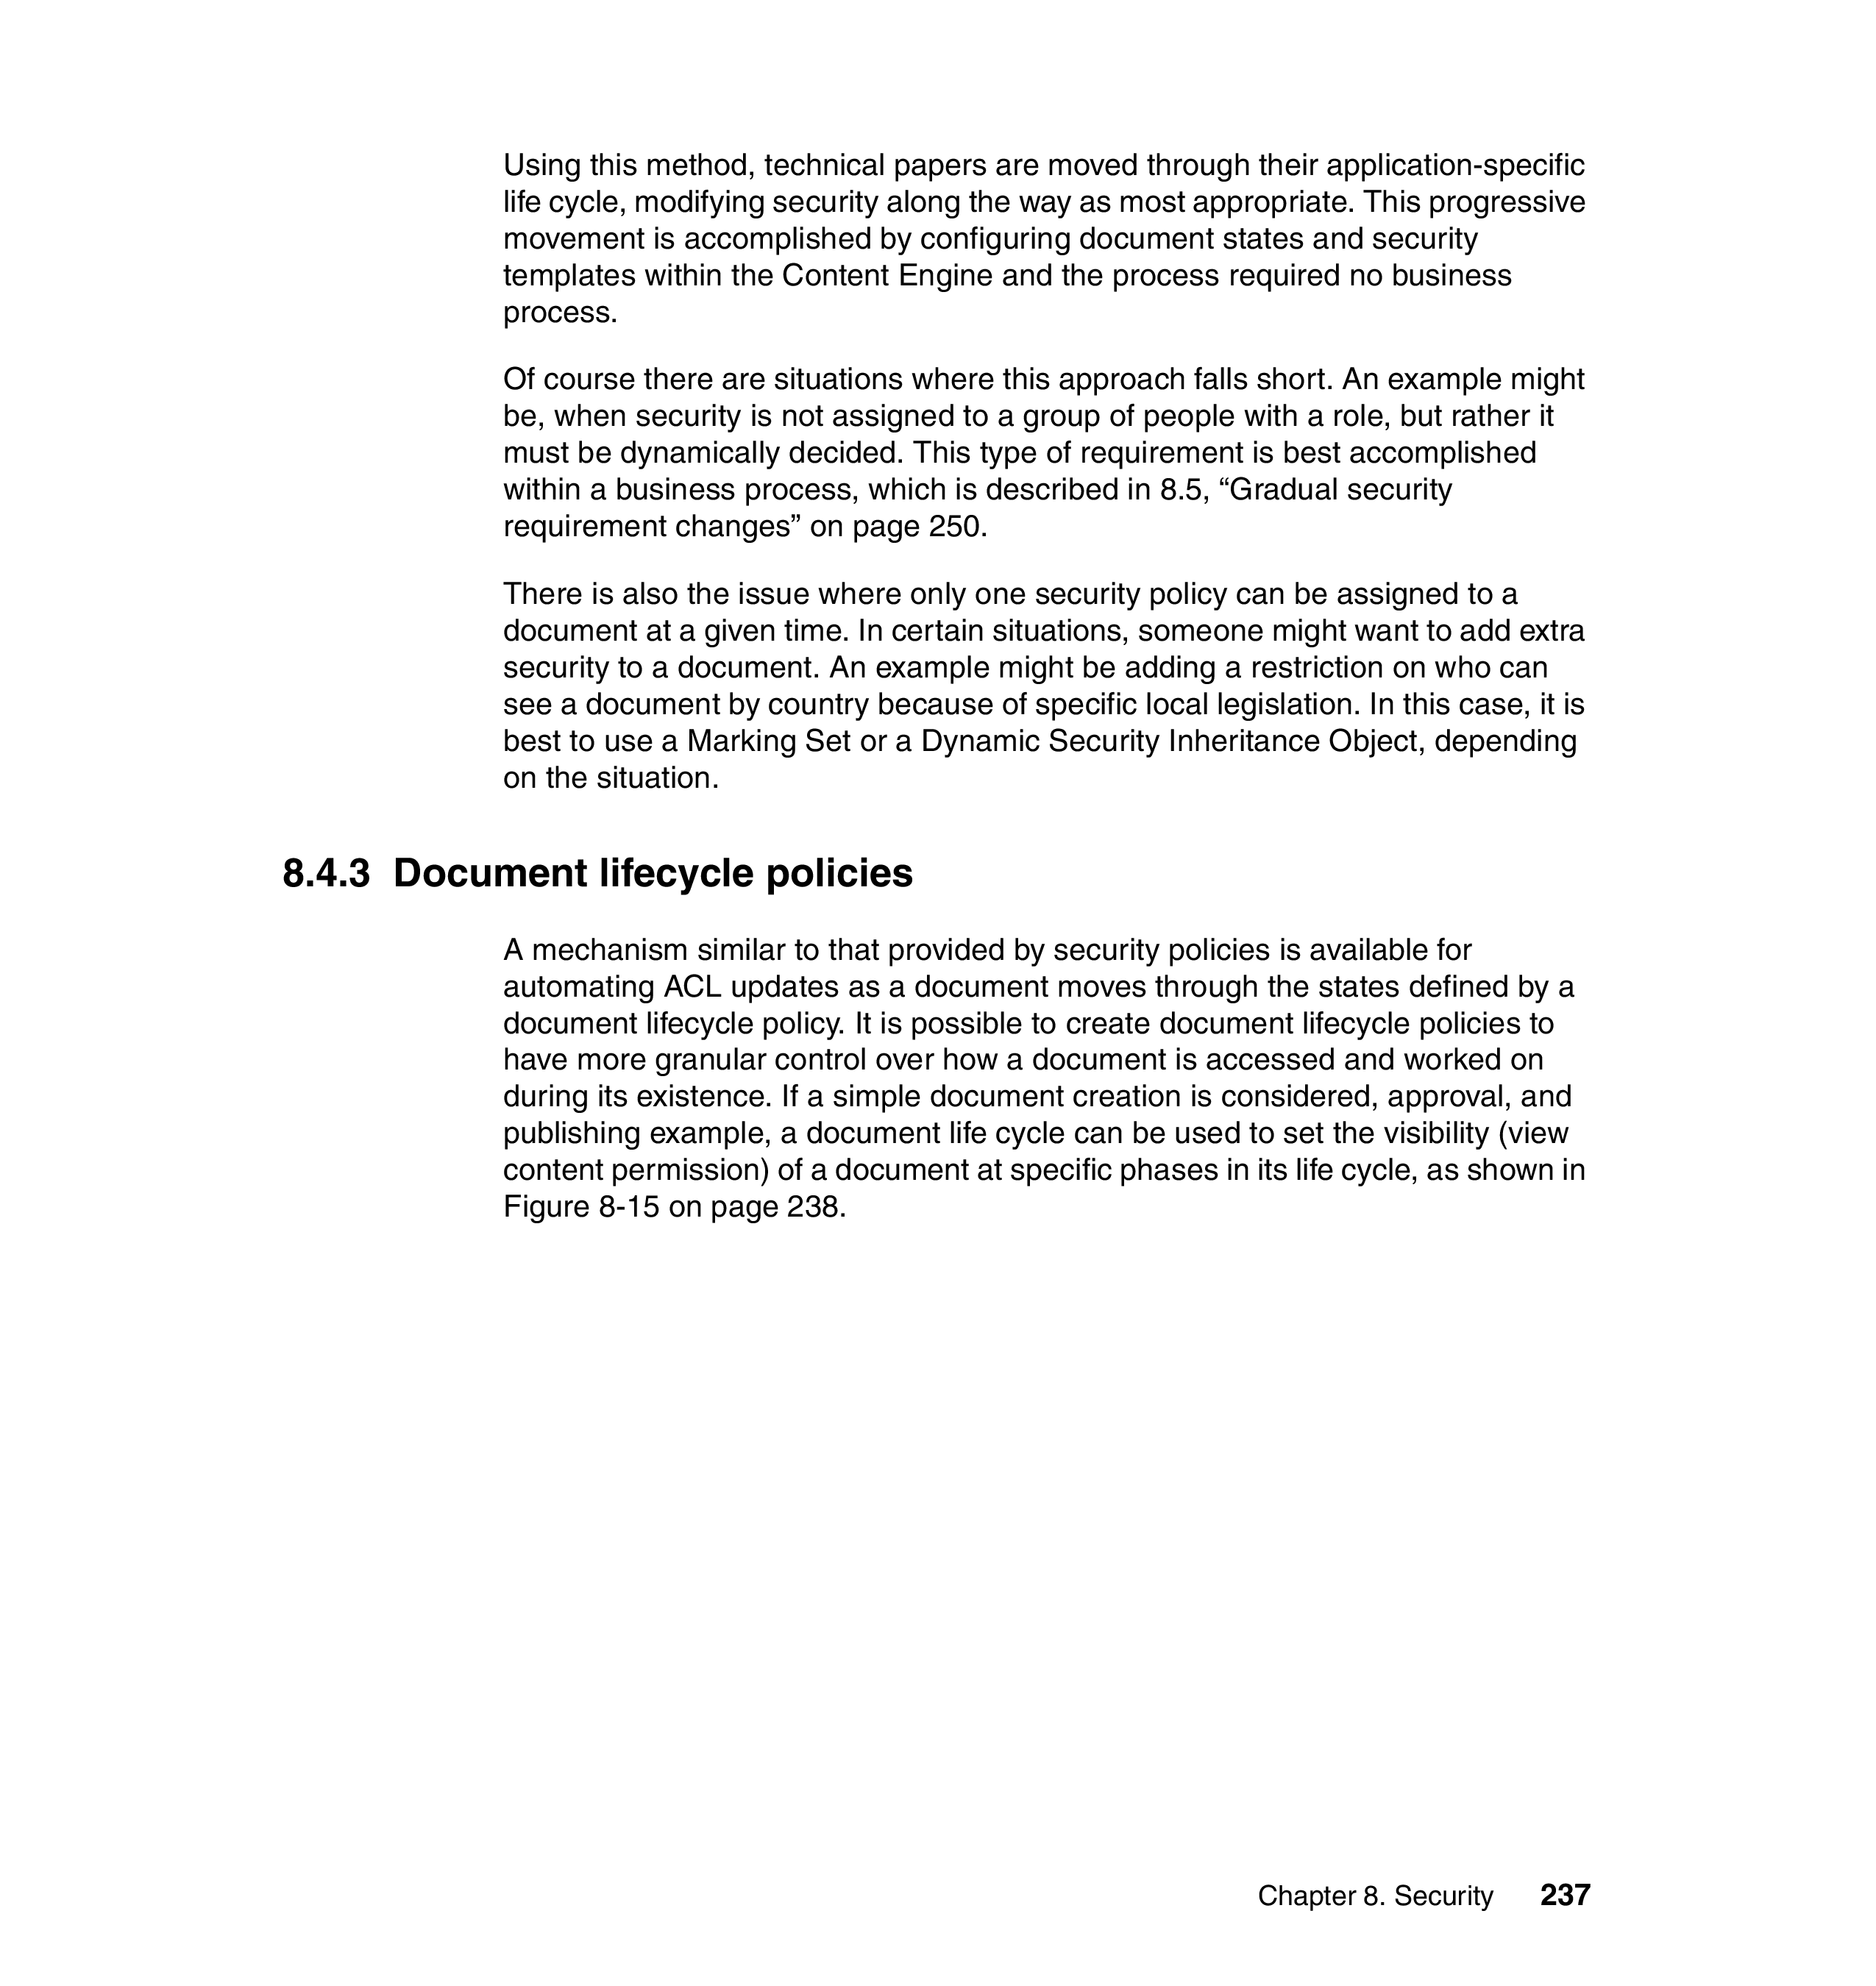 Using this method, technical papers are moved through their application-specific
life cycle, modifying security along the way as most appropriate. This progressive
movement is accomplished by configuring document states and security
templates within the Content Engine and the process required no business
process.
Of course there are situations where this approach falls short. An example might
be, when security is not assigned to a group of people with a role, but rather it
must be dynamically decided. This type of requirement is best accomplished
within a business process, which is described in 8.5, “Gradual security
requirement changes” on page 250.
There is also the issue where only one security policy can be assigned to a
document at a given time. In certain situations, someone might want to add extra
security to a document. An example might be adding a restriction on who can
see a document by country because of specific local legislation. In this case, it is
best to use a Marking Set or a Dynamic Security Inheritance Object, depending
on the situation.
8.4.3 Document lifecycle policies
A mechanism similar to that provided by security policies is available for
automating ACL updates as a document moves through the states defined by a
document lifecycle policy. It is possible to create document lifecycle policies to
have more granular control over how a document is accessed and worked on
during its existence. If a simple document creation is considered, approval, and
publishing example, a document life cycle can be used to set the visibility (view
content permission) of a document at specific phases in its life cycle, as shown in
Figure 8-15 on page 238.
Chapter 8. Security 237